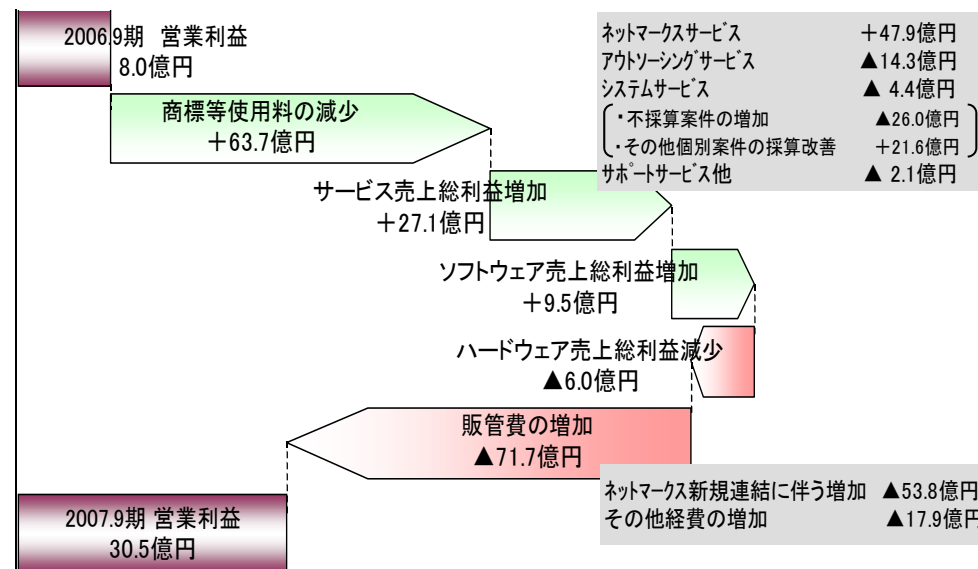 2006.9期 営業利益
8.0億円
商標等使用料の減少
＋63.7億円
サービス売上総利益増加
＋27.1億円
ソフトウェア売上総利益増加
＋9.5億円
ハードウェア売上総利益減少
▲6.0億円
販管費の増加
▲71.7億円
2007.9期 営業利益
30.5億円
ネットマークスサービス ＋47.9億円
アウトソーシングサービス ▲14.3億円
システムサービス ▲ 4.4億円
・不採算案件の増加 ▲26.0億円
・その他個別案件の採算改善 ＋21.6億円
サポートサービス他 ▲ 2.1億円
ネットマークス新規連結に伴う増加 ▲53.8億円
その他経費の増加 ▲17.9億円